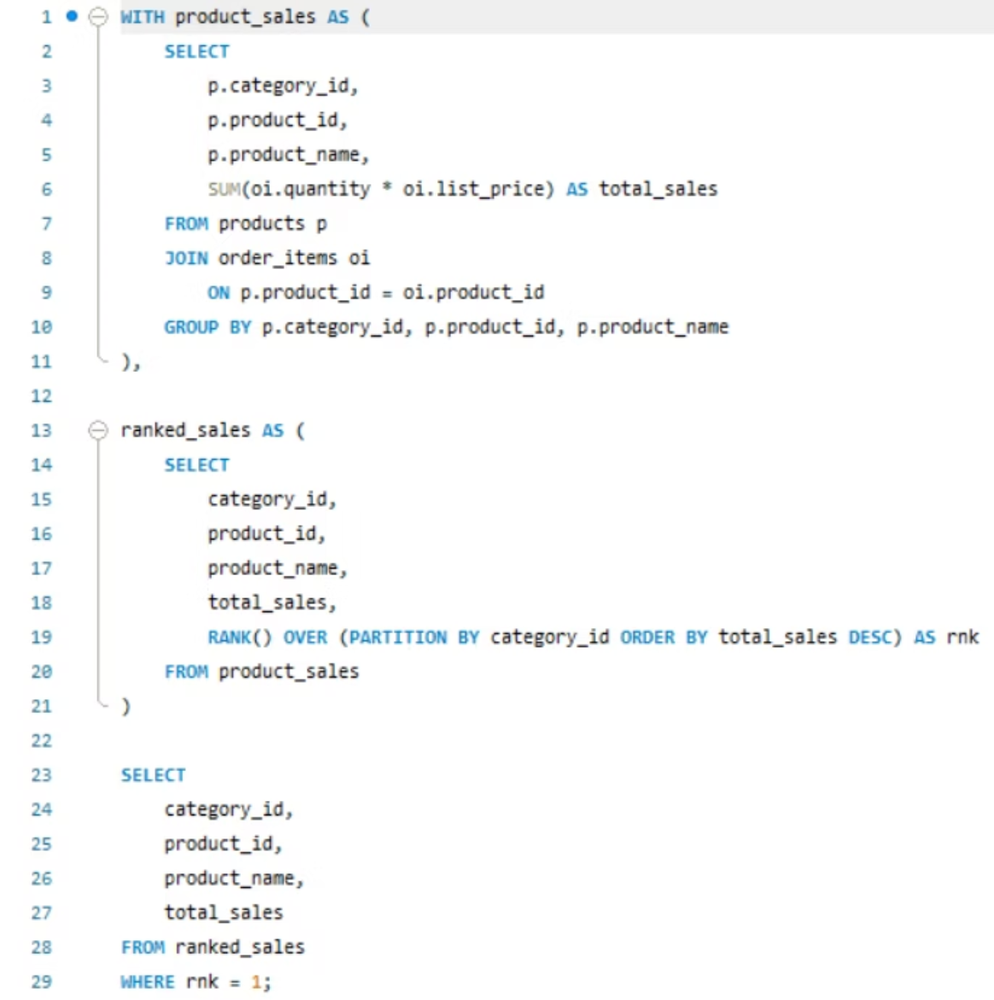 1 WITH product_sales AS (
2 SELECT
3 p.category_id,
4 p.product_id,
5 p.product_name,
6 SUM(oi.quantity * oi.list_price) AS total_sales
7 FROM products p
8 JOIN order_items oi
9 ON p.product_id = oi.product_id
10 GROUP BY p.category_id, p.product_id, p.product_name
11 ),
12
13 ranked_sales AS (
14 SELECT
15 category_id,
16 product_id,
17 product_name,
18 total_sales,
19 RANK() OVER (PARTITION BY category_id ORDER BY total_sales DESC) AS rnk
20 FROM product_sales
21 )
22
23 SELECT
24 category_id,
25 product_id,
26 product_name,
27 total_sales
28 FROM ranked_sales
29 WHERE rnk = 1;